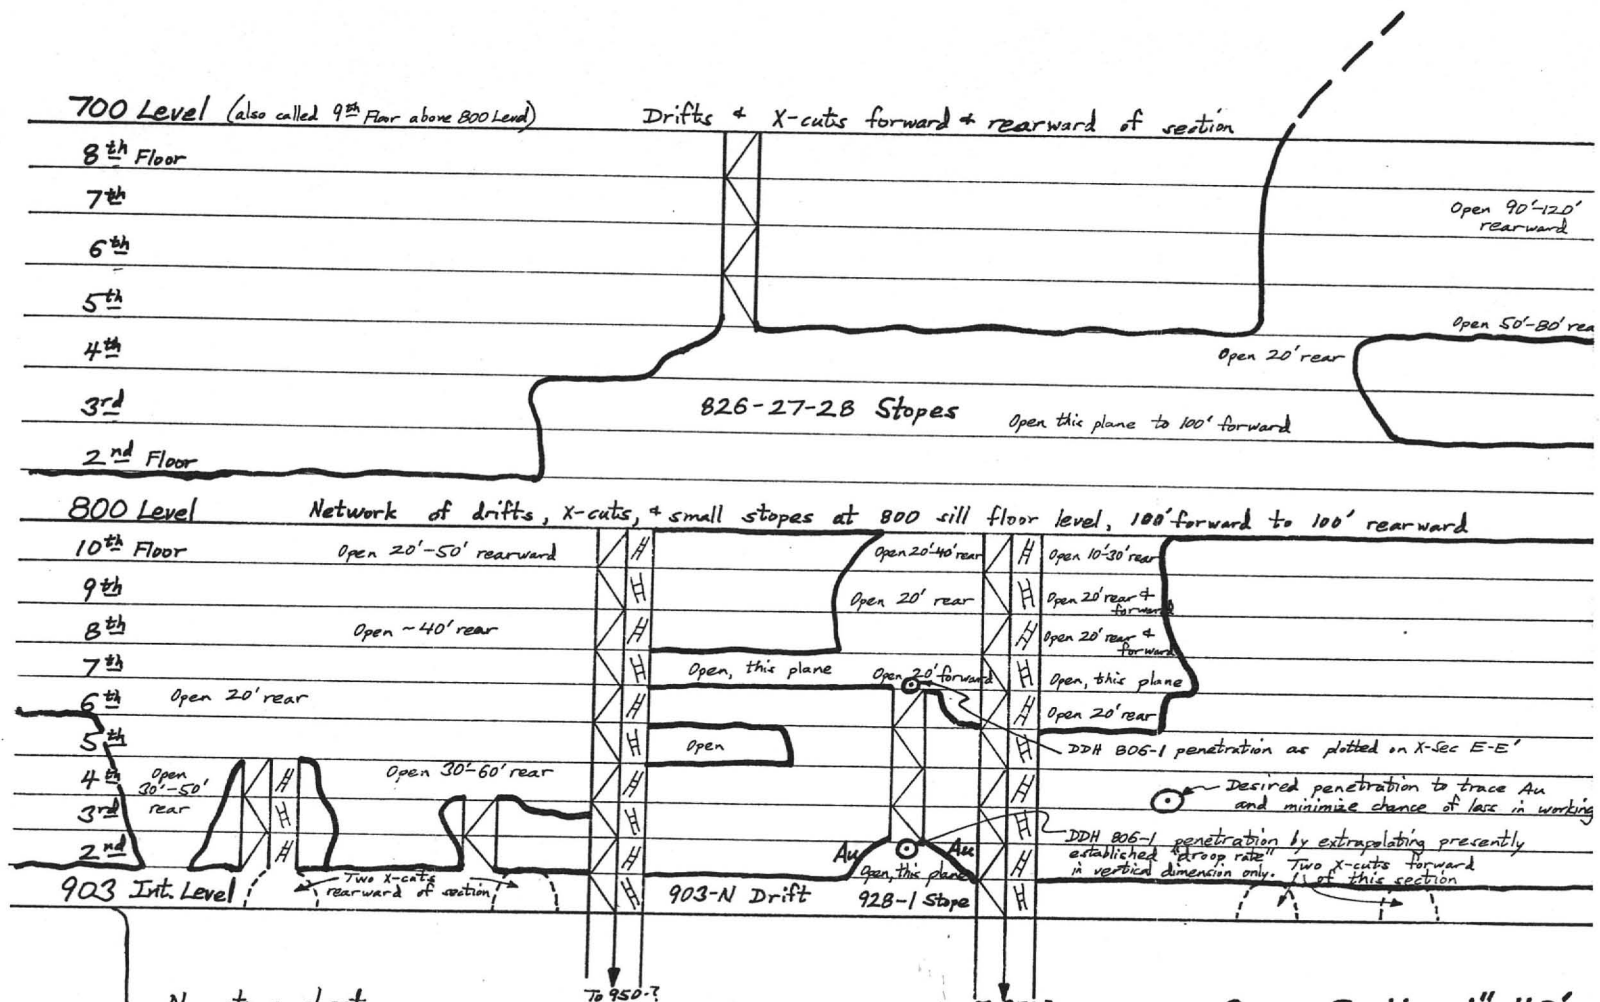 700 Level (also called 9th Floor above 800 Level) Drifts & X-cuts forward & rearward of section
8th Floor
7th
Open 90'-120'
rearward
6th
5th
Open 50'-80' rea
4th
Open 20' rear
3rd
826-27-28 Stopes
Open this plane to 100' forward
2nd Floor
800 Level Network of drifts, X-cuts, & small stopes at 800 sill floor level, 100' forward to 100' rearward
10th Floor Open 20'-50' rearward Open 20'-40' rear Open 10'-30' rear
9th Open 20' rear Open 20' rear &
forward
8th Open ~40' rear Open 20' rear &
forward
7th Open, this plane Open 20' forward Open, this plane
6th Open 20' rear Open 20' rear
5th Open DDH 806-1 penetration as plotted on X-Sec E-E'
4th Open
30'-50'
rear
Open 30'-60' rear
Desired penetration to trace Au
and minimize chance of loss in working
3rd
DDH 806-1 penetration by extrapolating presently
established "droop rate"
in vertical dimension only.
Two X-cuts forward
of this section
2nd Au Au
Open, this plane
Two X-cuts
rearward of section
903 Int. Level 903-N Drift 928-1 Stope
To 950-?